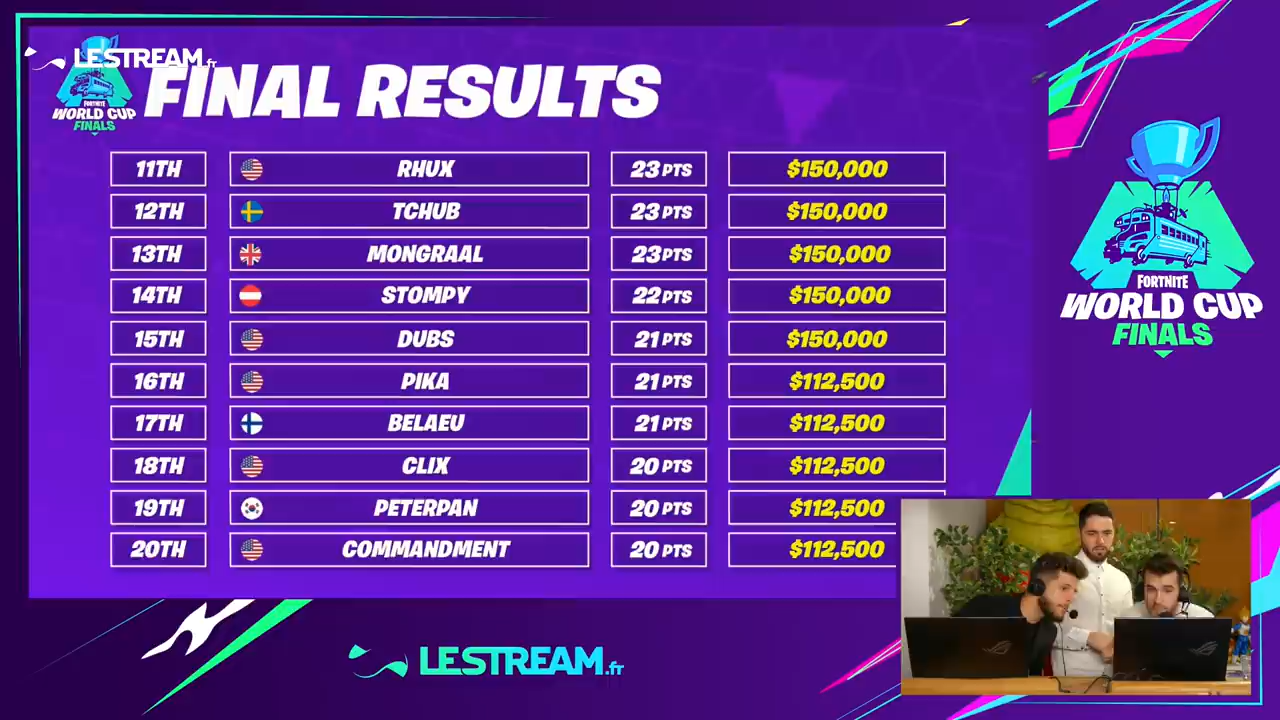 LESTREAM.fr
FORTNITE
WORLD CUP
FINALS
FINAL RESULTS
11TH RHUX 23 PTS $150,000
12TH TCHUB 23 PTS $150,000
13TH MONGRAAL 23 PTS $150,000
14TH STOMPY 22 PTS $150,000
15TH DUBS 21 PTS $150,000
16TH PIKA 21 PTS $112,500
17TH BELAEU 21 PTS $112,500
18TH CLIX 20 PTS $112,500
19TH PETERPAN 20 PTS $112,500
20TH COMMANDMENT 20 PTS $112,500
FORTNITE
WORLD CUP
FINALS
LESTREAM.fr